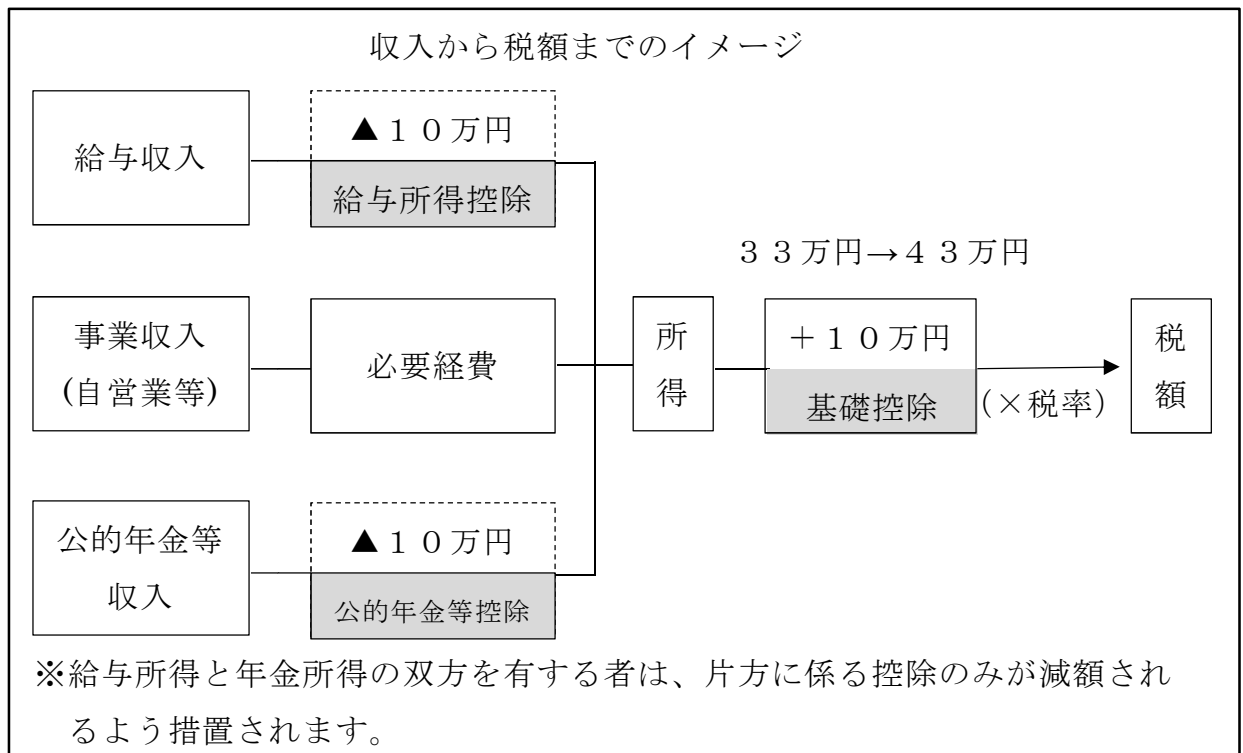 収入から税額までのイメージ
給与収入
▲１０万円
給与所得控除
３３万円→４３万円
事業収入
(自営業等)
必要経費
所
得
＋１０万円
基礎控除
（×税率）
税
額
公的年金等
収入
▲１０万円
公的年金等控除
※給与所得と年金所得の双方を有する者は、片方に係る控除のみが減額され
るよう措置されます。